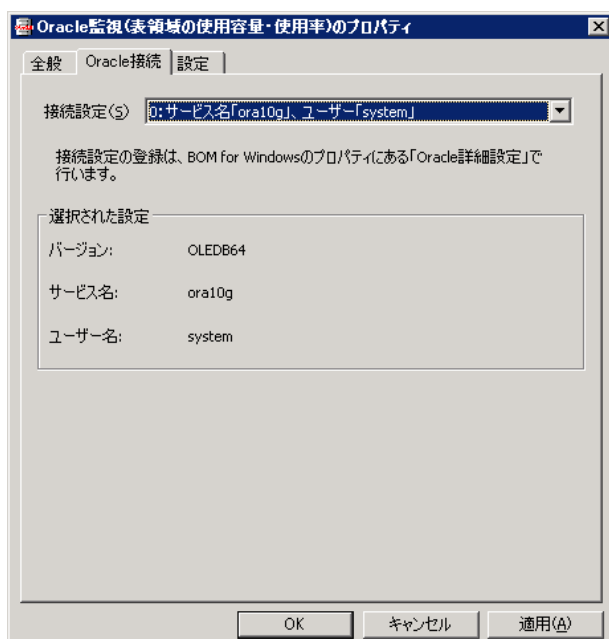 Oracle監視(表領域の使用容量・使用率)のプロパティ
全般 Oracle接続 設定
接続設定(S) 0:サービス名「ora10g」、ユーザー「system」
接続設定の登録は、BOM for Windowsのプロパティにある「Oracle詳細設定」で
行います。
選択された設定
バージョン: OLEDB64
サービス名: ora10g
ユーザー名: system
OK キャンセル 適用(A)